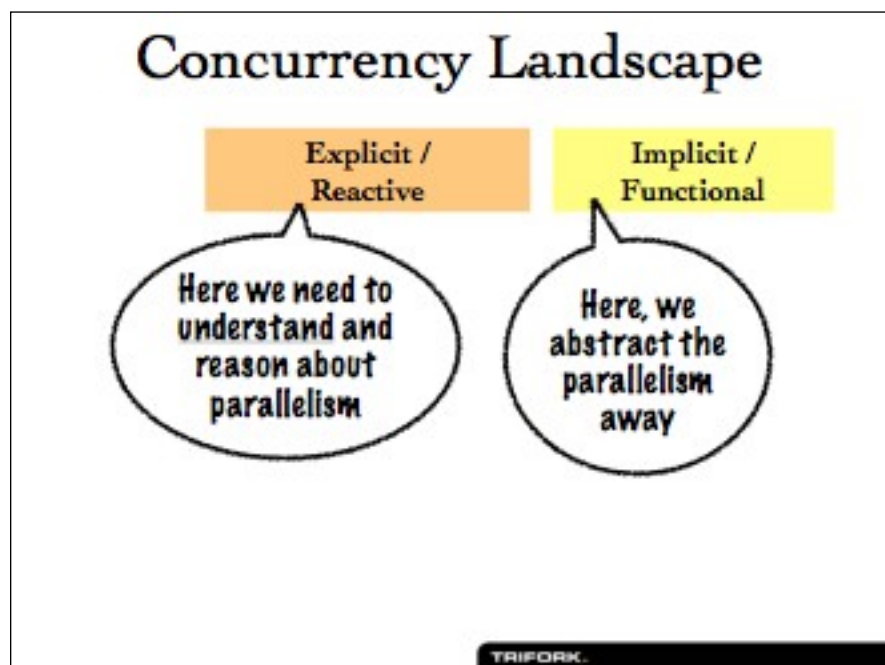 Concurrency Landscape
Explicit /
Reactive
Implicit /
Functional
Here we need to
understand and
reason about
parallelism
Here, we
abstract the
parallelism
away
TRIFORK.